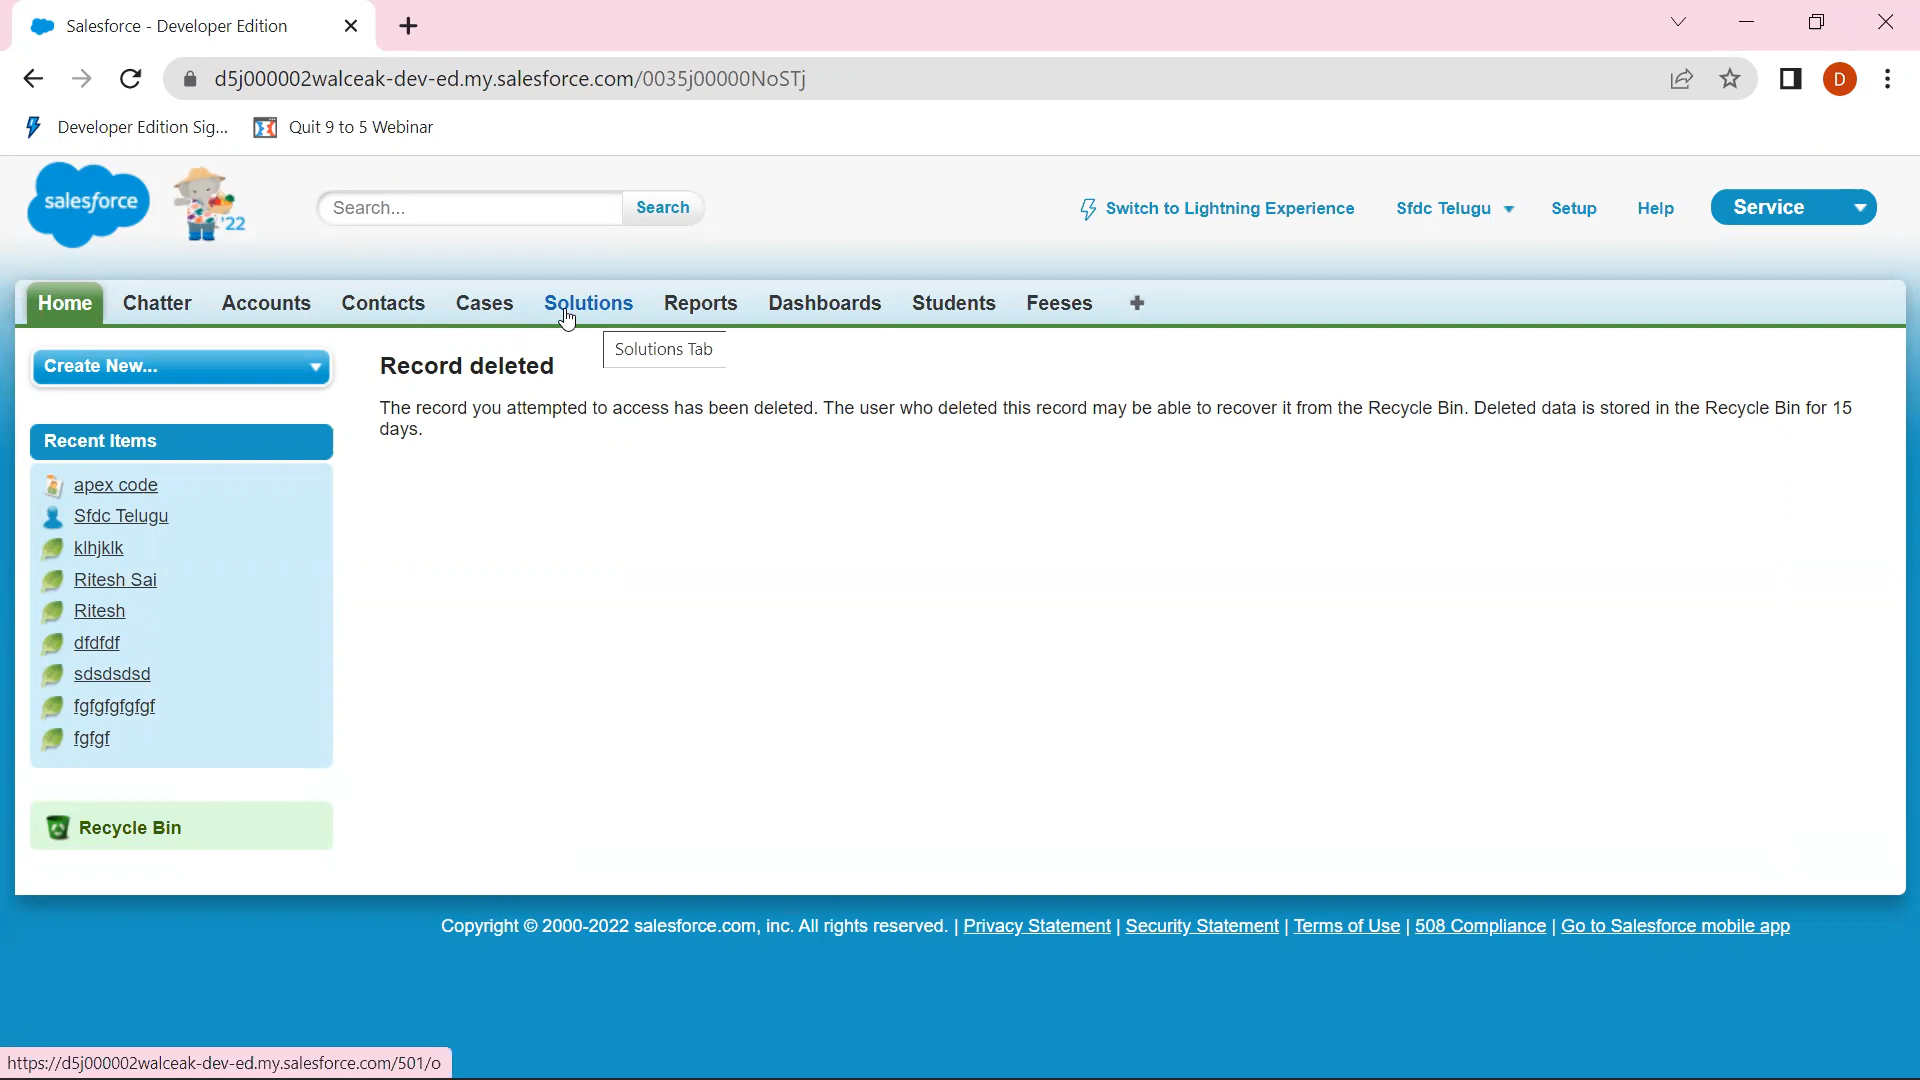 Salesforce - Developer Edition
d5j000002walceak-dev-ed.my.salesforce.com/0035j00000NoSTj
D
Developer Edition Sig...
Quit 9 to 5 Webinar
salesforce
'22
Search...
Search
Switch to Lightning Experience
Sfdc Telugu
Setup
Help
Service
Home
Chatter
Accounts
Contacts
Cases
Solutions
Reports
Dashboards
Students
Feeses
Solutions Tab
Create New...
Record deleted
The record you attempted to access has been deleted. The user who deleted this record may be able to recover it from the Recycle Bin. Deleted data is stored in the Recycle Bin for 15
days.
Recent Items
apex code
Sfdc Telugu
klhjklk
Ritesh Sai
Ritesh
dfdfdf
sdsdsdsd
fgfgfgfgfgf
fgfgf
Recycle Bin
Copyright © 2000-2022 salesforce.com, inc. All rights reserved. | Privacy Statement | Security Statement | Terms of Use | 508 Compliance | Go to Salesforce mobile app
https://d5j000002walceak-dev-ed.my.salesforce.com/501/o